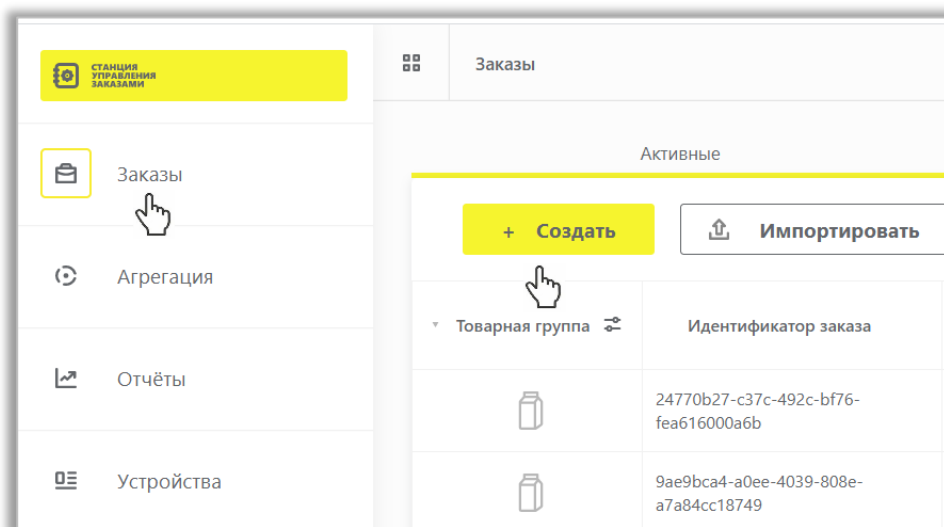 СТАНЦИЯ
УПРАВЛЕНИЯ
ЗАКАЗАМИ
Заказы
Заказы
Агрегация
Отчёты
Устройства
Активные
+ Создать
Импортировать
Товарная группа
Идентификатор заказа
24770b27-c37c-492c-bf76-
fea616000a6b
9ae9bca4-a0ee-4039-808e-
a7a84cc18749